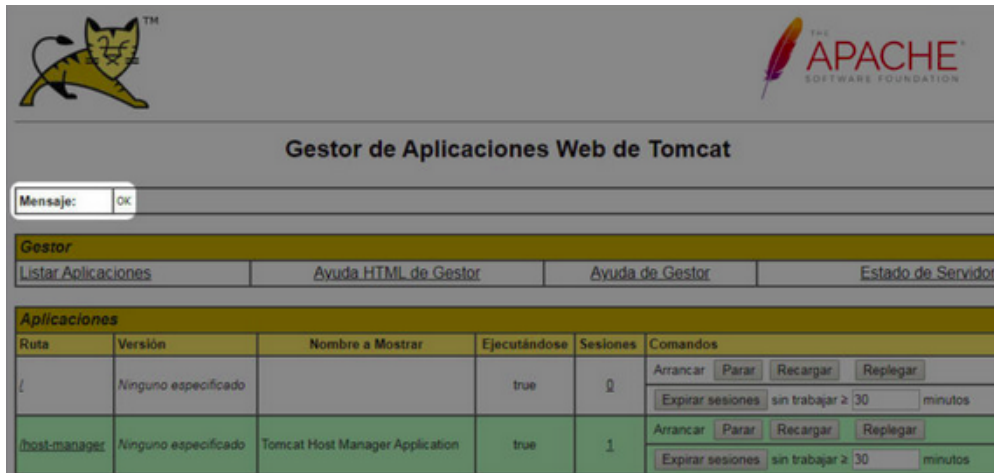 TM
THE
APACHE
SOFTWARE FOUNDATION
Gestor de Aplicaciones Web de Tomcat
Mensaje: OK
Gestor
Listar Aplicaciones Ayuda HTML de Gestor Ayuda de Gestor Estado de Servidor
Aplicaciones
Ruta Versión Nombre a Mostrar Ejecutándose Sesiones Comandos
/ Ninguno especificado true 0 Arrancar Parar Recargar Replegar
Expirar sesiones sin trabajar ≥ 30 minutos
/host-manager Ninguno especificado Tomcat Host Manager Application true 1 Arrancar Parar Recargar Replegar
Expirar sesiones sin trabajar ≥ 30 minutos